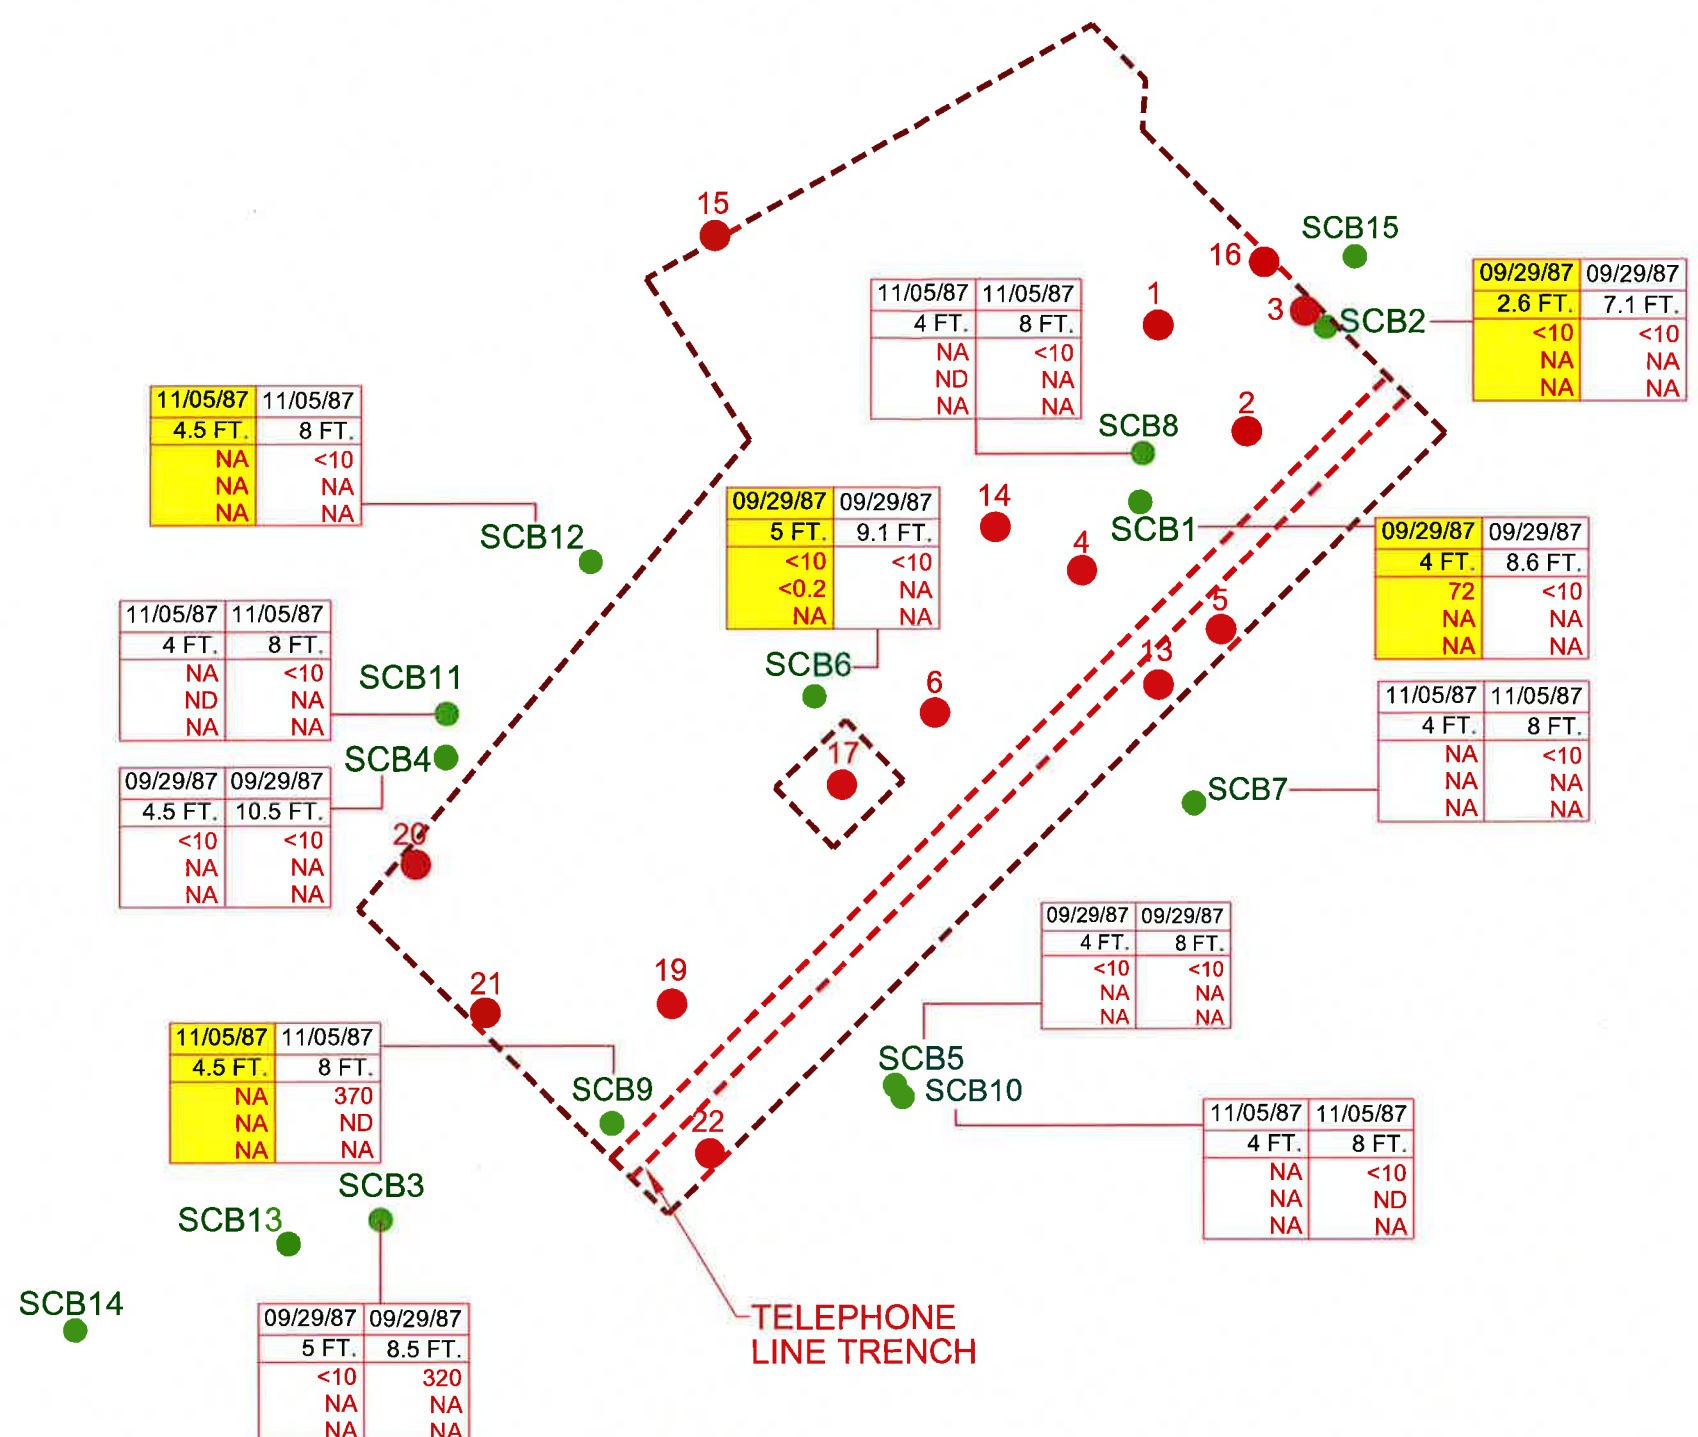 15
SCB15
16
09/29/87 09/29/87
2.6 FT. 7.1 FT.
<10 <10
NA NA
NA NA
3
SCB2
11/05/87 11/05/87
4 FT. 8 FT.
NA <10
ND NA
NA NA
1
2
SCB8
11/05/87 11/05/87
4.5 FT. 8 FT.
NA <10
NA NA
NA NA
SCB12
09/29/87 09/29/87
5 FT. 9.1 FT.
<10 <10
<0.2 NA
NA NA
SCB6
14
4
SCB1
09/29/87 09/29/87
4 FT. 8.6 FT.
72 <10
NA NA
NA NA
5
13
6
17
11/05/87 11/05/87
4 FT. 8 FT.
NA <10
ND NA
NA NA
SCB11
SCB4
09/29/87 09/29/87
4.5 FT. 10.5 FT.
<10 <10
NA NA
NA NA
20
SCB7
11/05/87 11/05/87
4 FT. 8 FT.
NA <10
NA NA
NA NA
09/29/87 09/29/87
4 FT. 8 FT.
<10 <10
NA NA
NA NA
SCB5
SCB10
11/05/87 11/05/87
4 FT. 8 FT.
NA <10
NA ND
NA NA
21
19
11/05/87 11/05/87
4.5 FT. 8 FT.
NA 370
NA ND
NA NA
SCB9
22
SCB3
SCB13
SCB14
09/29/87 09/29/87
5 FT. 8.5 FT.
<10 320
NA NA
NA NA
TELEPHONE
LINE TRENCH